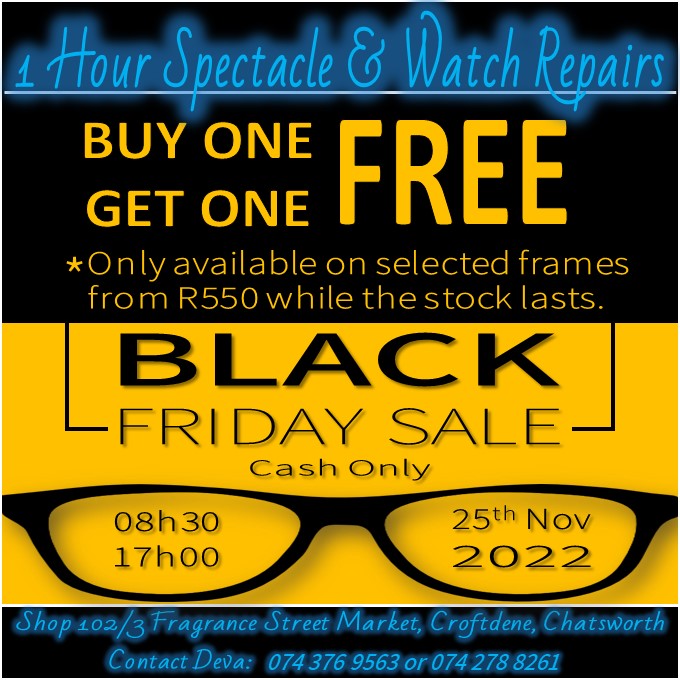 1 Hour Spectacle & Watch Repairs
BUY ONE
GET ONE
FREE
*Only available on selected frames
from R550 while the stock lasts.
BLACK
FRIDAY SALE
Cash Only
08h30
17h00
25th Nov
2022
Shop 102/3 Fragrance Street Market, Croftdene, Chatsworth
Contact Deva: 074 376 9563 or 074 278 8261